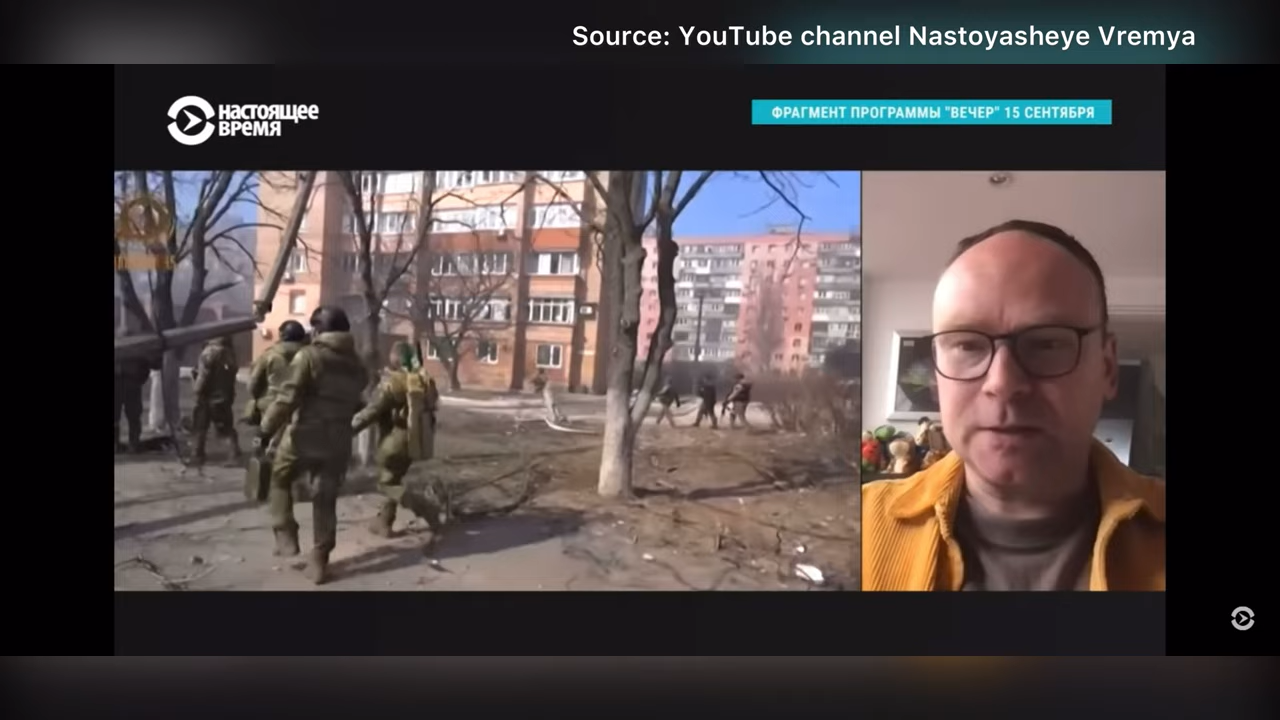 Source: YouTube channel Nastoyasheye Vremya
НАСТОЯЩЕЕ
ВРЕМЯ
ФРАГМЕНТ ПРОГРАММЫ "ВЕЧЕР" 15 СЕНТЯБРЯ